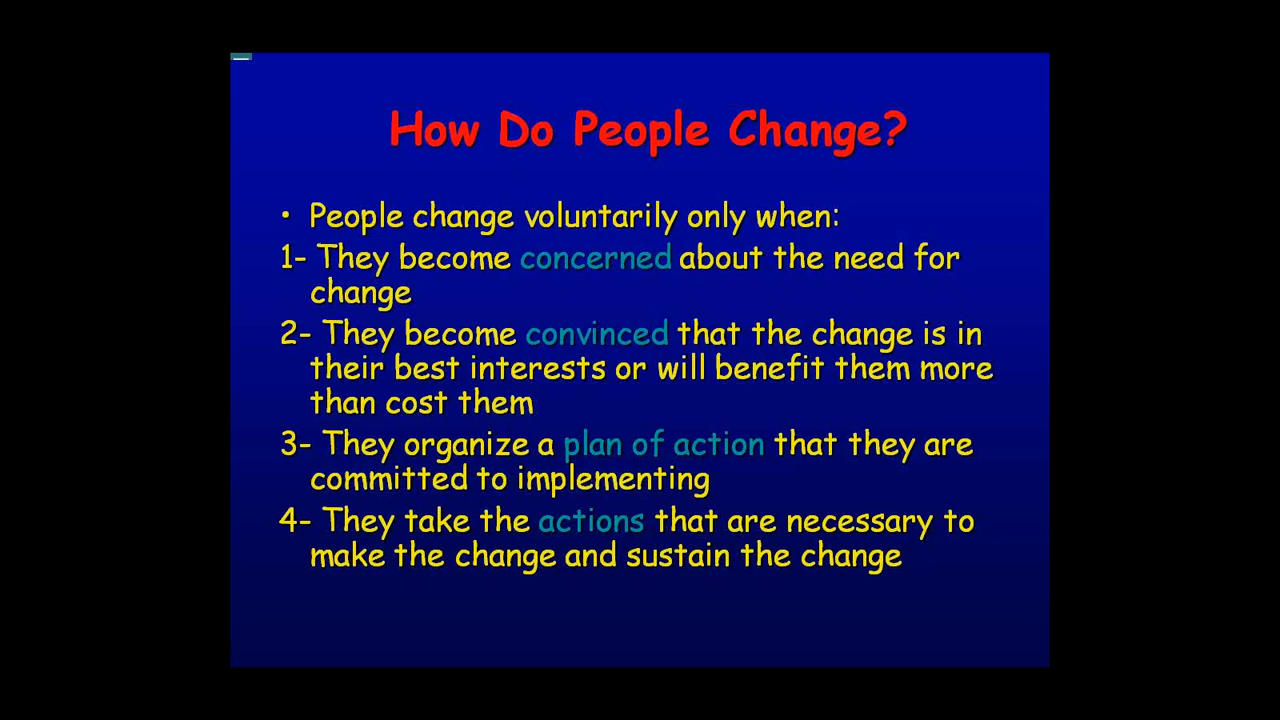 How Do People Change?
• People change voluntarily only when:
1- They become concerned about the need for
change
2- They become convinced that the change is in
their best interests or will benefit them more
than cost them
3- They organize a plan of action that they are
committed to implementing
4- They take the actions that are necessary to
make the change and sustain the change